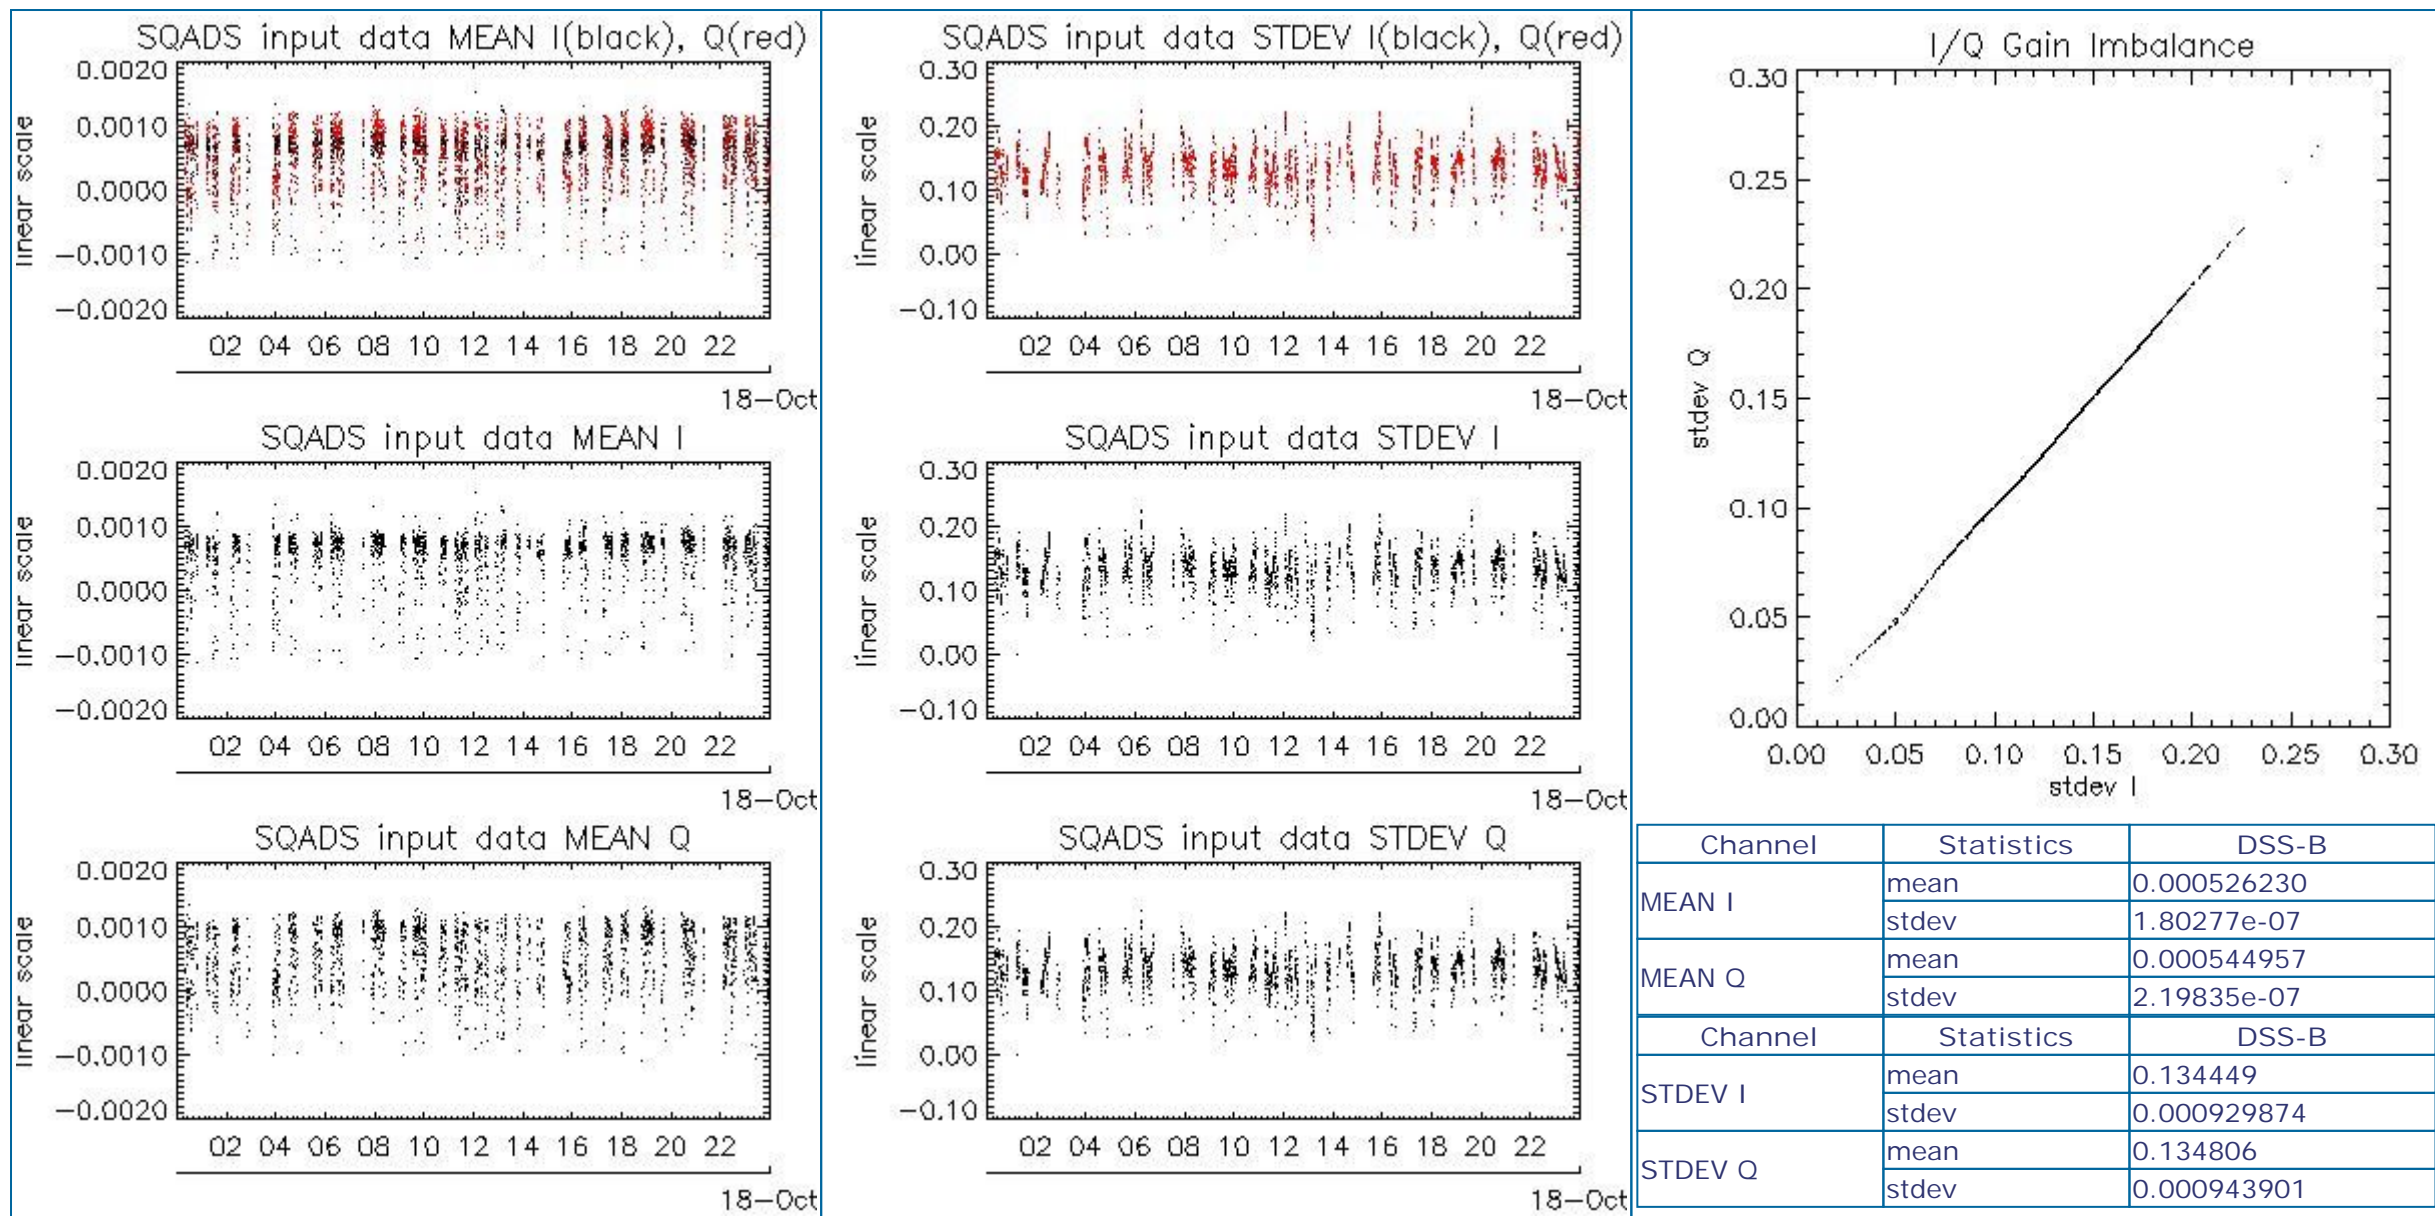 SQADS input data MEAN I(black), Q(red)
linear scale
0.0020
0.0010
0.0000
−0.0010
−0.0020
02 04 06 08 10 12 14 16 18 20 22
18−Oct
SQADS input data MEAN I
linear scale
0.0020
0.0010
0.0000
−0.0010
−0.0020
02 04 06 08 10 12 14 16 18 20 22
18−Oct
SQADS input data MEAN Q
linear scale
0.0020
0.0010
0.0000
−0.0010
−0.0020
02 04 06 08 10 12 14 16 18 20 22
18−Oct
SQADS input data STDEV I(black), Q(red)
linear scale
0.30
0.20
0.10
0.00
−0.10
02 04 06 08 10 12 14 16 18 20 22
18−Oct
SQADS input data STDEV I
linear scale
0.30
0.20
0.10
0.00
−0.10
02 04 06 08 10 12 14 16 18 20 22
18−Oct
SQADS input data STDEV Q
linear scale
0.30
0.20
0.10
0.00
−0.10
02 04 06 08 10 12 14 16 18 20 22
18−Oct
I/Q Gain Imbalance
stdev Q
0.30
0.25
0.20
0.15
0.10
0.05
0.00
0.00 0.05 0.10 0.15 0.20 0.25 0.30
stdev I
Channel Statistics DSS-B
MEAN I
mean 0.000526230
stdev 1.80277e-07
MEAN Q
mean 0.000544957
stdev 2.19835e-07
Channel Statistics DSS-B
STDEV I
mean 0.134449
stdev 0.000929874
STDEV Q
mean 0.134806
stdev 0.000943901